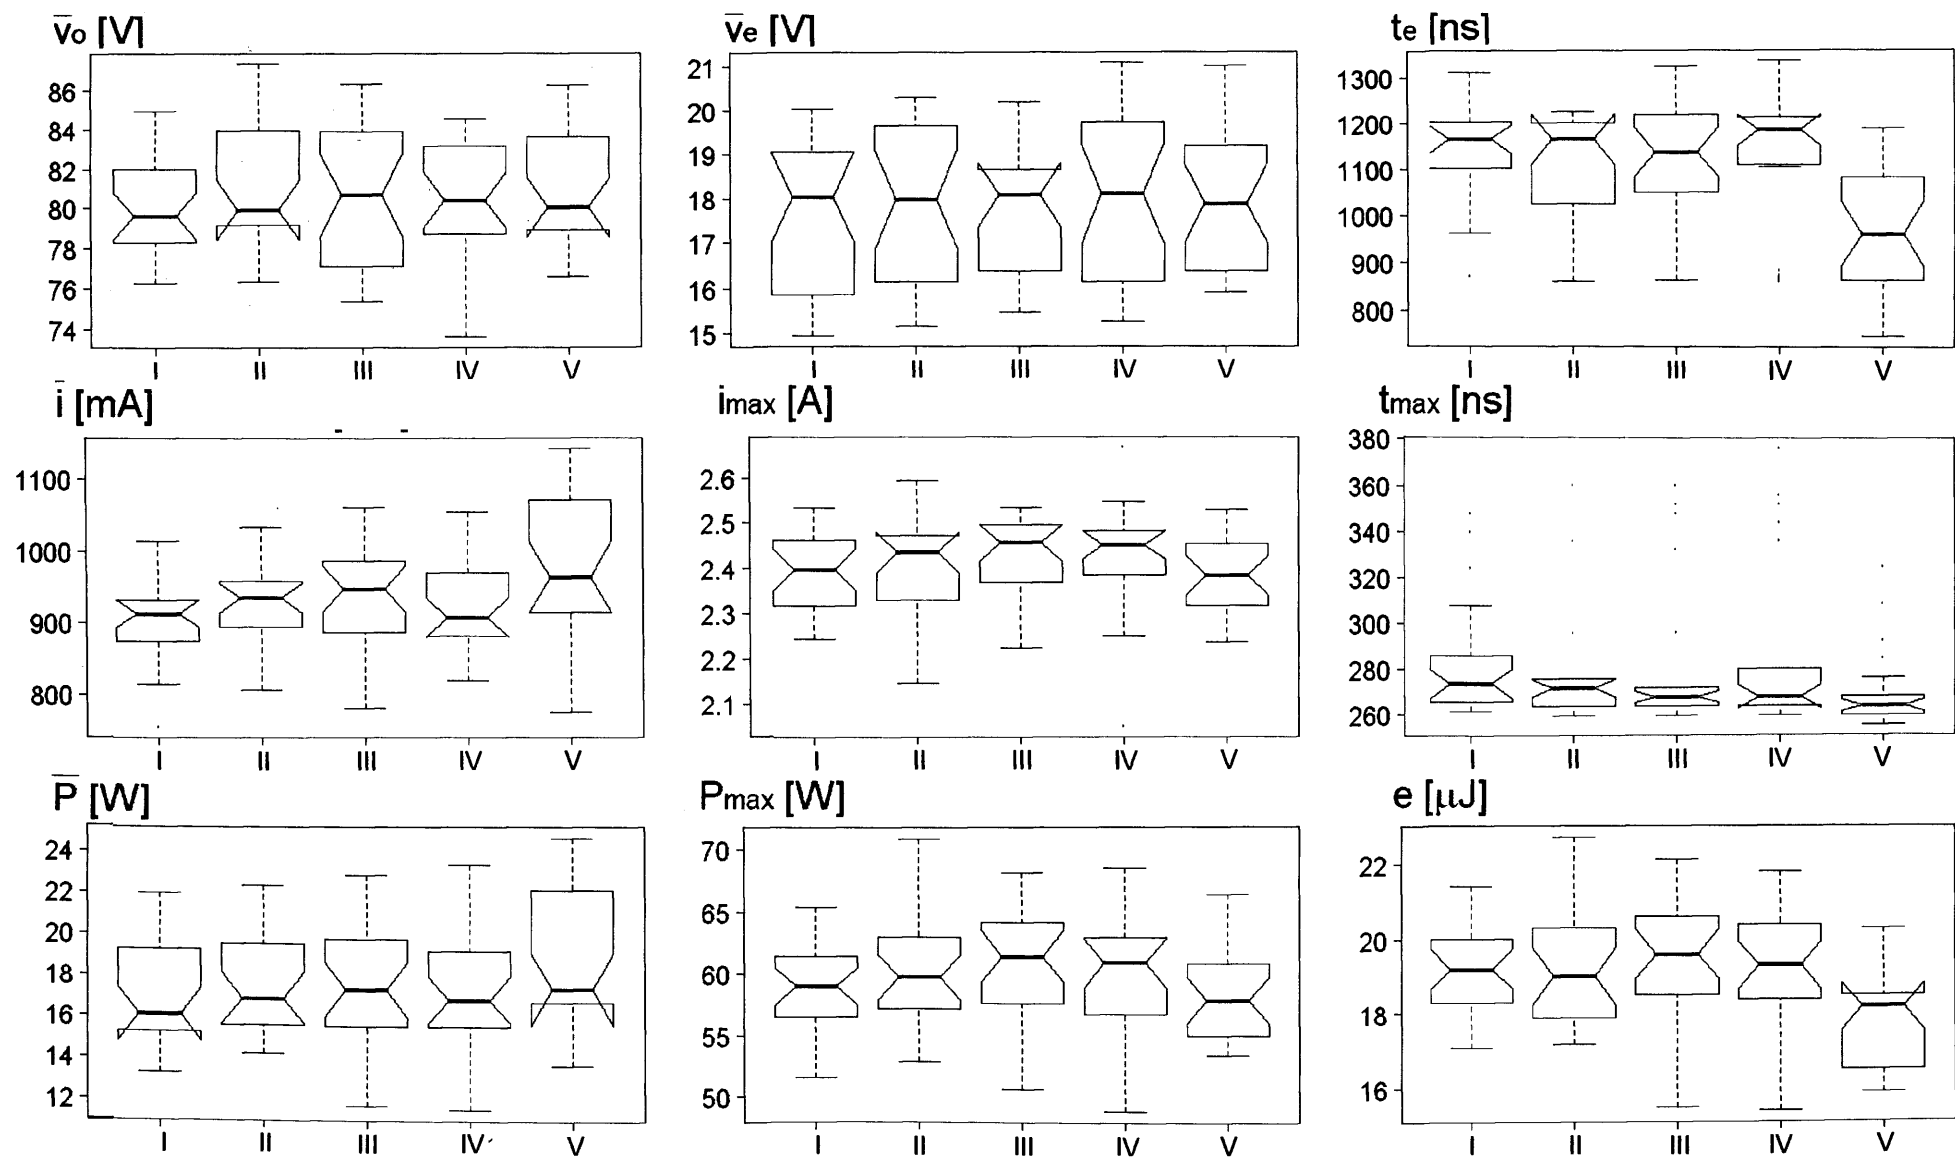 v̅o [V]
86
84
82
80
78
76
74
I II III IV V
v̅e [V]
21
20
19
18
17
16
15
I II III IV V
te [ns]
1300
1200
1100
1000
900
800
I II III IV V
i̅ [mA]
1100
1000
900
800
I II III IV V
imax [A]
2.6
2.5
2.4
2.3
2.2
2.1
I II III IV V
tmax [ns]
380
360
340
320
300
280
260
I II III IV V
P̅ [W]
24
22
20
18
16
14
12
I II III IV V
Pmax [W]
70
65
60
55
50
I II III IV V
e [µJ]
22
20
18
16
I II III IV V